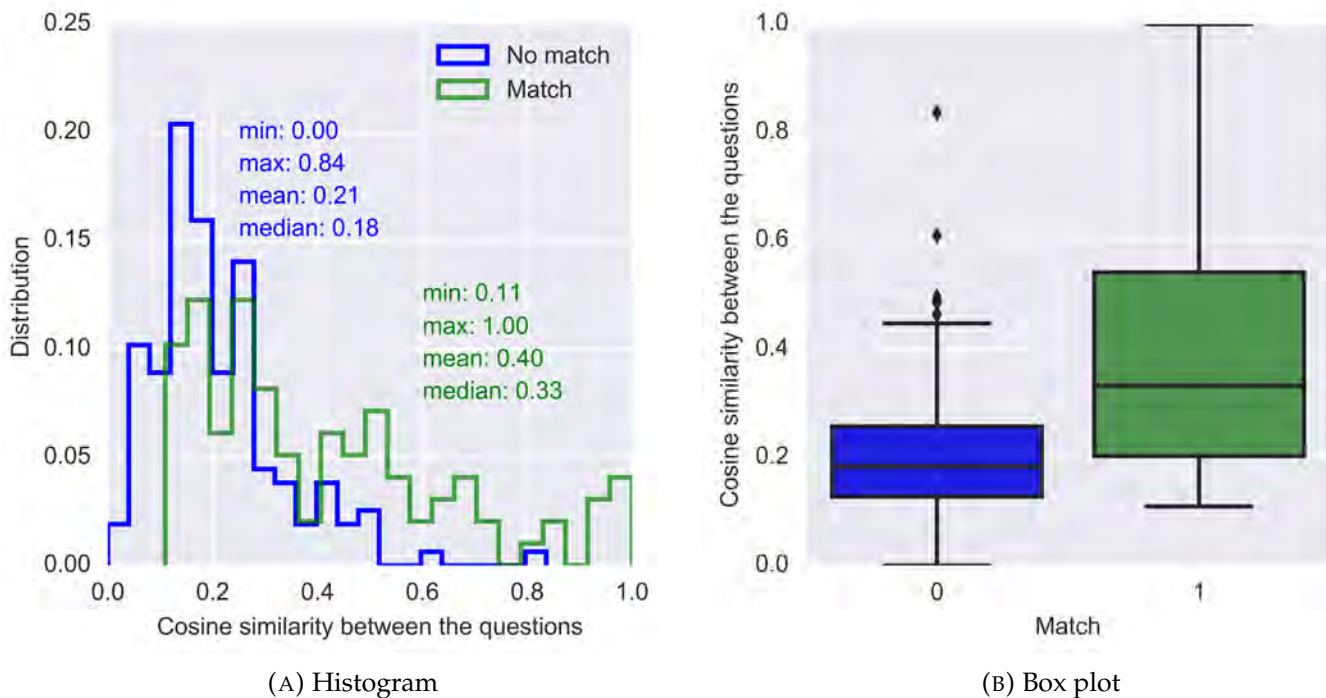 0.25
0.20
0.15
0.10
0.05
0.00
Distribution
No match
Match
min: 0.00
max: 0.84
mean: 0.21
median: 0.18
min: 0.11
max: 1.00
mean: 0.40
median: 0.33
0.0 0.2 0.4 0.6 0.8 1.0
Cosine similarity between the questions
(A) Histogram
1.0
0.8
0.6
0.4
0.2
0.0
Cosine similarity between the questions
0 1
Match
(B) Box plot